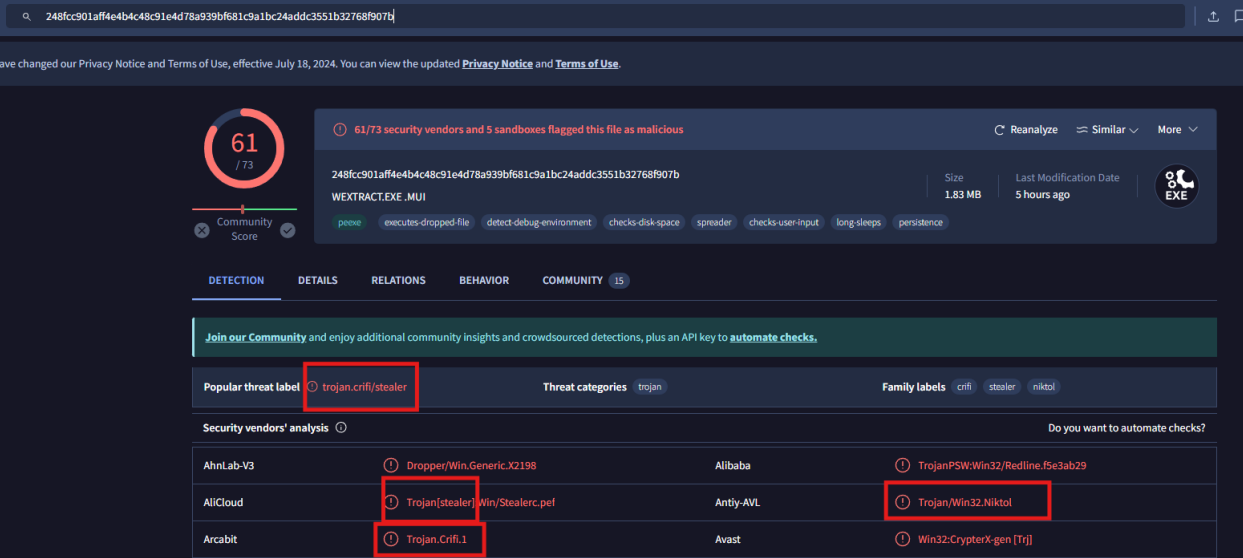 248fcc901aff4e4b4c48c91e4d78a939bf681c9a1bc24addc3551b32768f907b
ave changed our Privacy Notice and Terms of Use, effective July 18, 2024. You can view the updated Privacy Notice and Terms of Use.
61
/ 73
Community
Score
61/73 security vendors and 5 sandboxes flagged this file as malicious
Reanalyze
Similar
More
248fcc901aff4e4b4c48c91e4d78a939bf681c9a1bc24addc3551b32768f907b
WEXTRACT.EXE .MUI
Size
1.83 MB
Last Modification Date
5 hours ago
EXE
peexe executes-dropped-file detect-debug-environment checks-disk-space spreader checks-user-input long-sleeps persistence
DETECTION DETAILS RELATIONS BEHAVIOR COMMUNITY 15
Join our Community and enjoy additional community insights and crowdsourced detections, plus an API key to automate checks.
Popular threat label trojan.crifi/stealer Threat categories trojan Family labels crifi stealer niktol
Security vendors' analysis Do you want to automate checks?
AhnLab-V3 Dropper/Win.Generic.X2198 Alibaba TrojanPSW:Win32/Redline.f5e3ab29
AliCloud Trojan[stealer]:Win/Stealerc.pef Antiy-AVL Trojan/Win32.Niktol
Arcabit Trojan.Crifi.1 Avast Win32:CrypterX-gen [Trj]